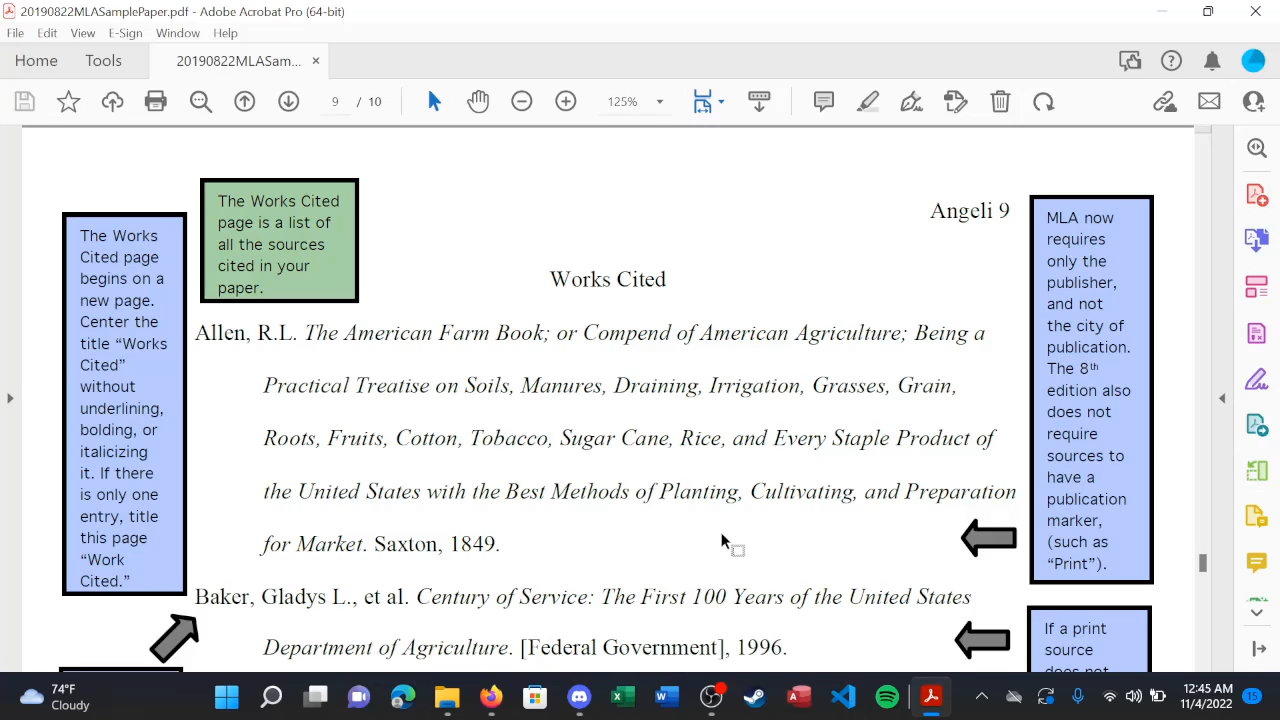 20190822MLASamplePaper.pdf - Adobe Acrobat Pro (64-bit)
File Edit View E-Sign Window Help
Home Tools 20190822MLASam... ×
9 / 10 125%
The Works Cited
page is a list of
all the sources
cited in your
paper.
The Works
Cited page
begins on a
new page.
Center the
title “Works
Cited”
without
underlining,
bolding, or
italicizing
it. If there
is only one
entry, title
this page
“Work
Cited.”
Angeli 9
Works Cited
Allen, R.L. The American Farm Book; or Compend of American Agriculture; Being a
Practical Treatise on Soils, Manures, Draining, Irrigation, Grasses, Grain,
Roots, Fruits, Cotton, Tobacco, Sugar Cane, Rice, and Every Staple Product of
the United States with the Best Methods of Planting, Cultivating, and Preparation
for Market. Saxton, 1849.
Baker, Gladys L., et al. Century of Service: The First 100 Years of the United States
Department of Agriculture. [Federal Government], 1996.
MLA now
requires
only the
publisher,
and not
the city of
publication.
The 8th
edition also
does not
require
sources to
have a
publication
marker,
(such as
“Print”).
If a print
source
does not
74°F
Cloudy
12:45 AM
11/4/2022
15